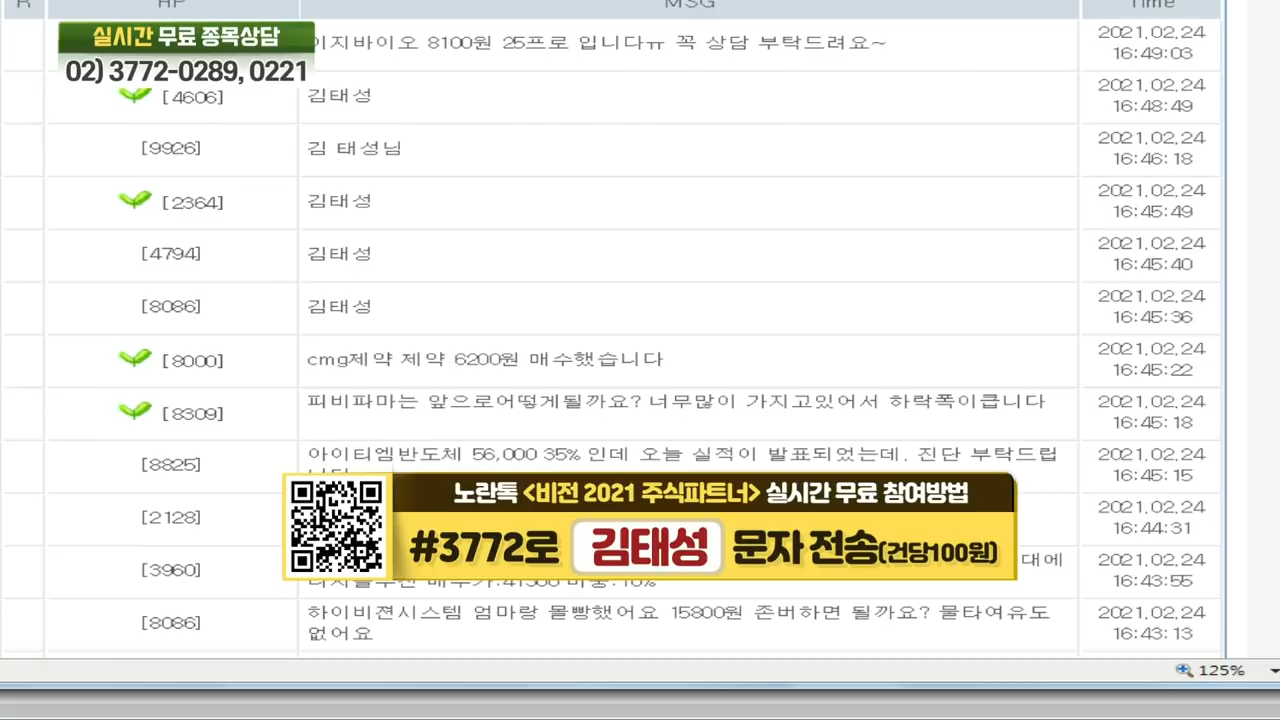 HP MSG Time
실시간 무료 종목상담
02) 3772-0289, 0221
이지바이오 8100원 25프로 입니다ㅠ 꼭 상담 부탁드려요~
2021.02.24
16:49:03
[4606] 김태성
2021.02.24
16:48:49
[9926] 김 태성님
2021.02.24
16:46:18
[2364] 김태성
2021.02.24
16:45:49
[4794] 김태성
2021.02.24
16:45:40
[8086] 김태성
2021.02.24
16:45:36
[8000] cmg제약 제약 6200원 매수했습니다
2021.02.24
16:45:22
[8309] 피비파마는 앞으로어떻게될까요? 너무많이 가지고있어서 하락폭이큽니다
2021.02.24
16:45:18
[8825] 아이티엠반도체 56,000 35% 인데 오늘 실적이 발표되었는데. 진단 부탁드립
2021.02.24
16:45:15
노란톡 <비전 2021 주식파트너> 실시간 무료 참여방법
#3772로 김태성 문자 전송(건당100원)
[2128]
2021.02.24
16:44:31
[3960] 대에
2021.02.24
16:43:55
[8086] 하이비젼시스템 엄마랑 몰빵했어요 15800원 존버하면 될까요? 물타여유도
없어요
2021.02.24
16:43:13
125%